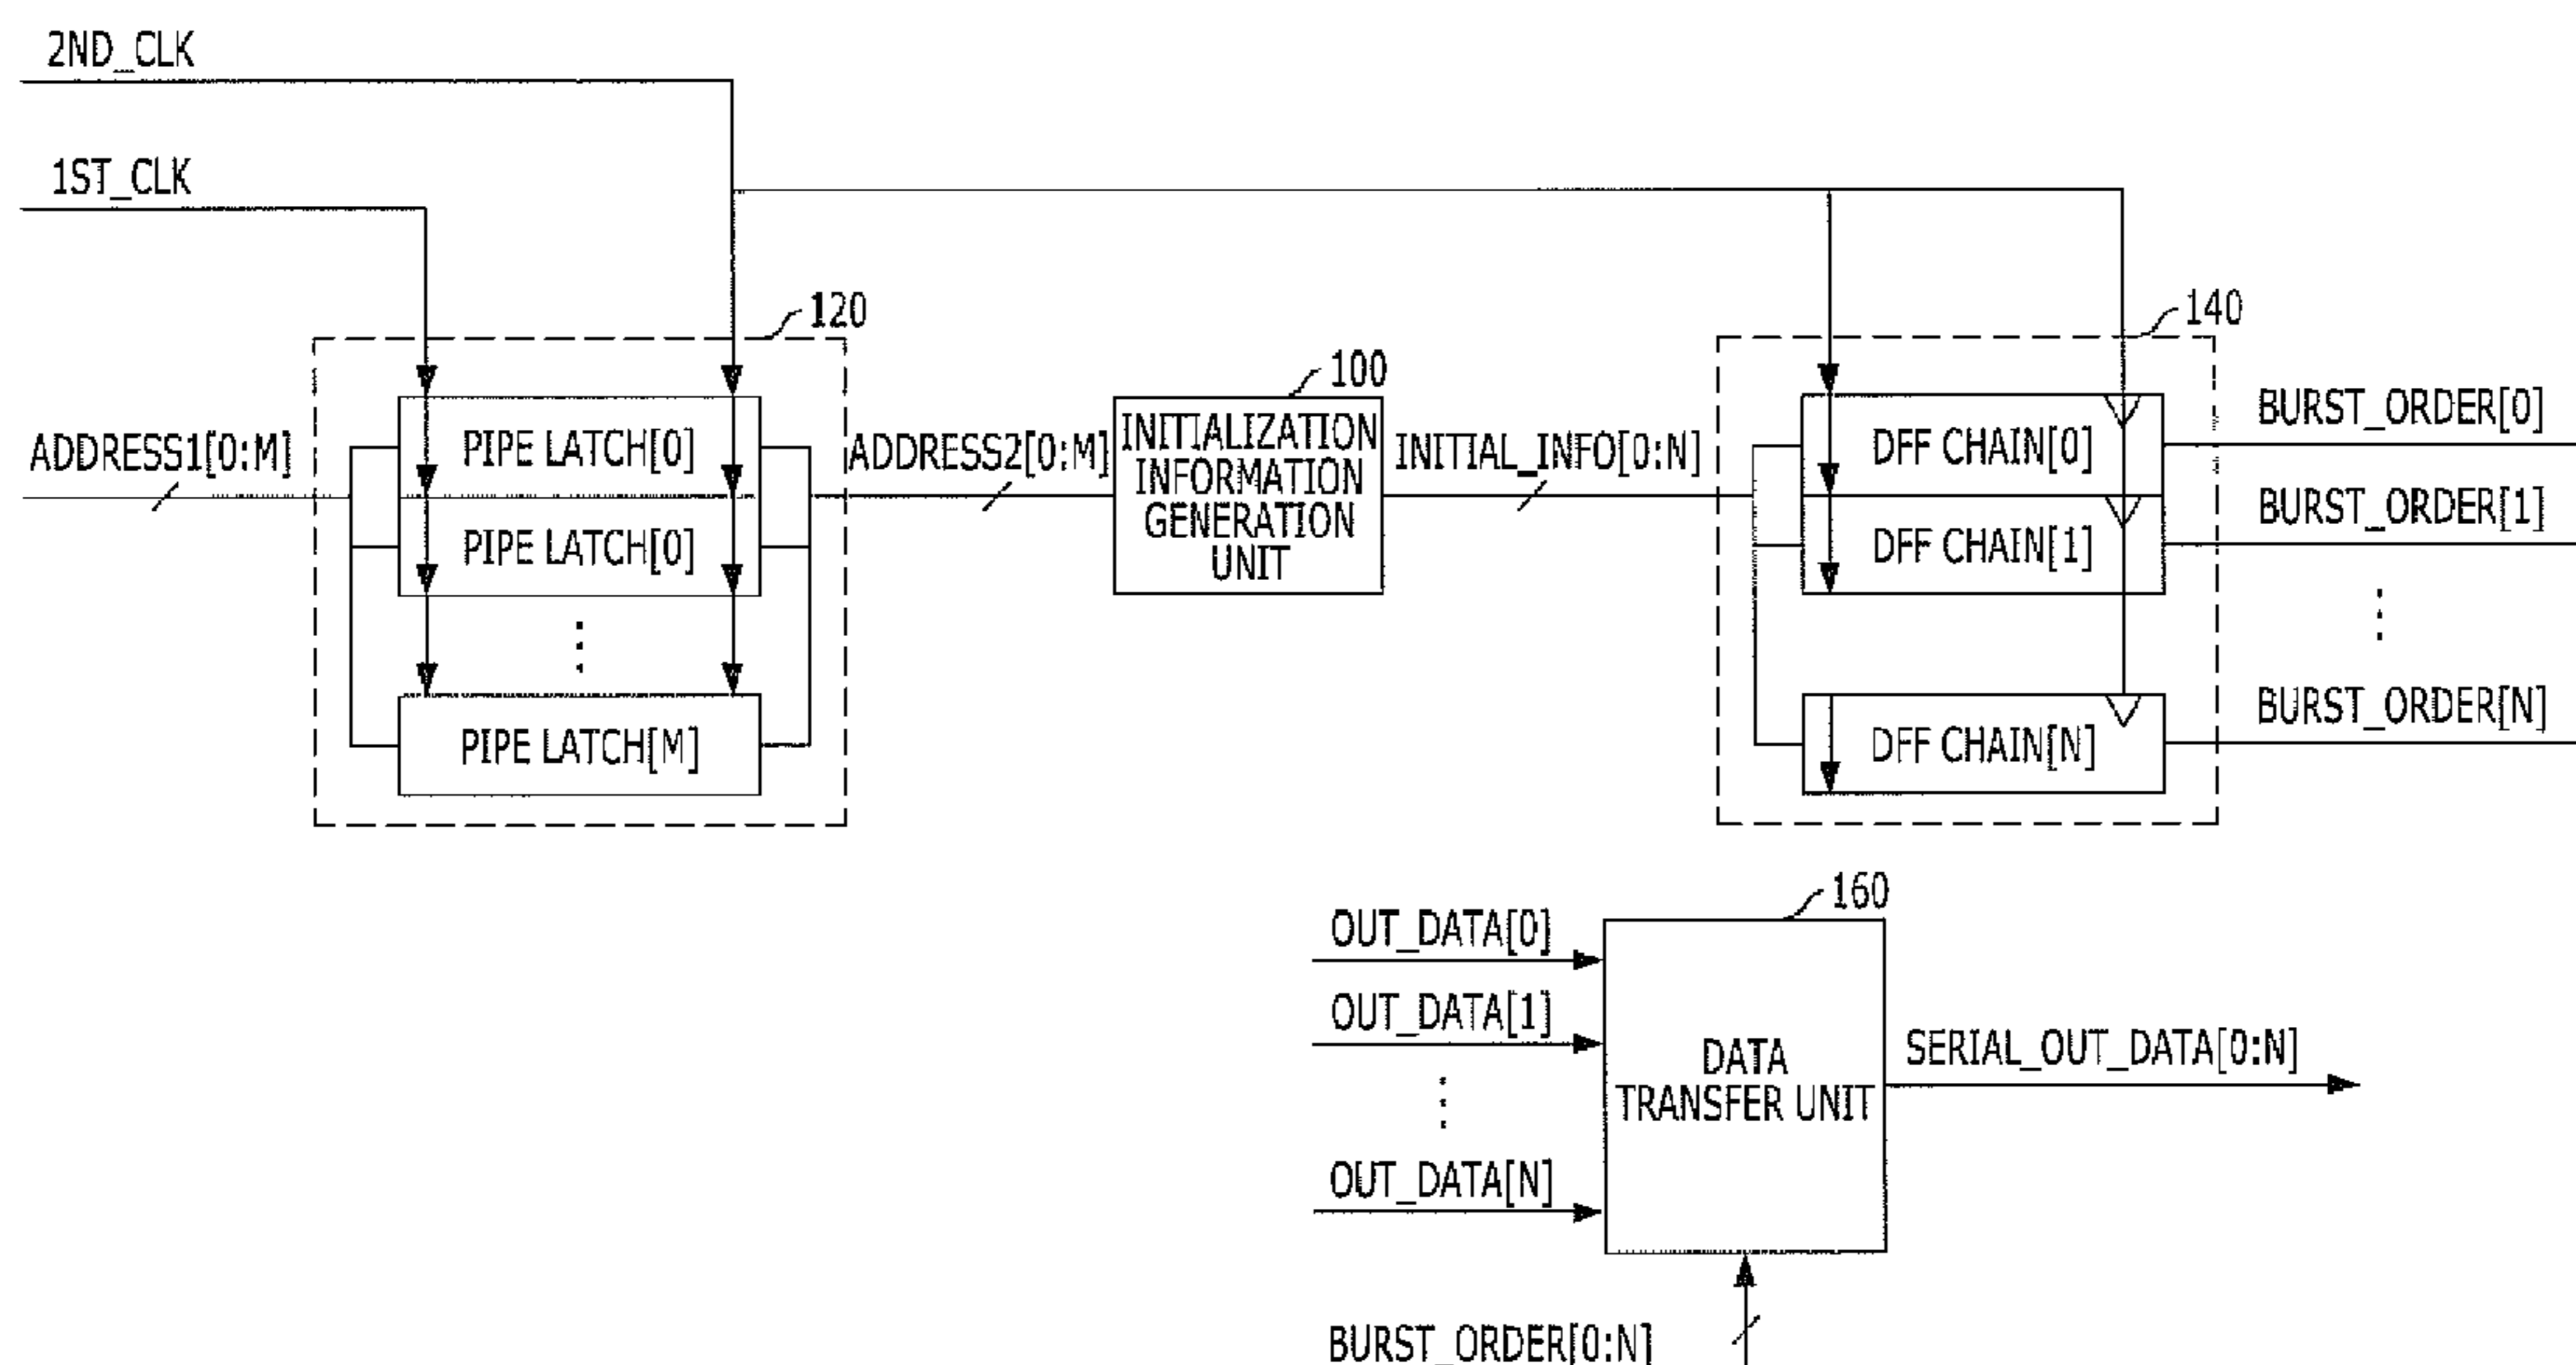 2ND_CLK
1ST_CLK
120
140
100
ADDRESS1[0:M]
PIPE LATCH[0]
PIPE LATCH[0]
PIPE LATCH[M]
ADDRESS2[0:M]
INITIALIZATION
INFORMATION
GENERATION
UNIT
INITIAL_INFO[0:N]
DFF CHAIN[0]
DFF CHAIN[1]
DFF CHAIN[N]
BURST_ORDER[0]
BURST_ORDER[1]
BURST_ORDER[N]
160
OUT_DATA[0]
OUT_DATA[1]
OUT_DATA[N]
DATA
TRANSFER UNIT
SERIAL_OUT_DATA[0:N]
BURST_ORDER[0:N]